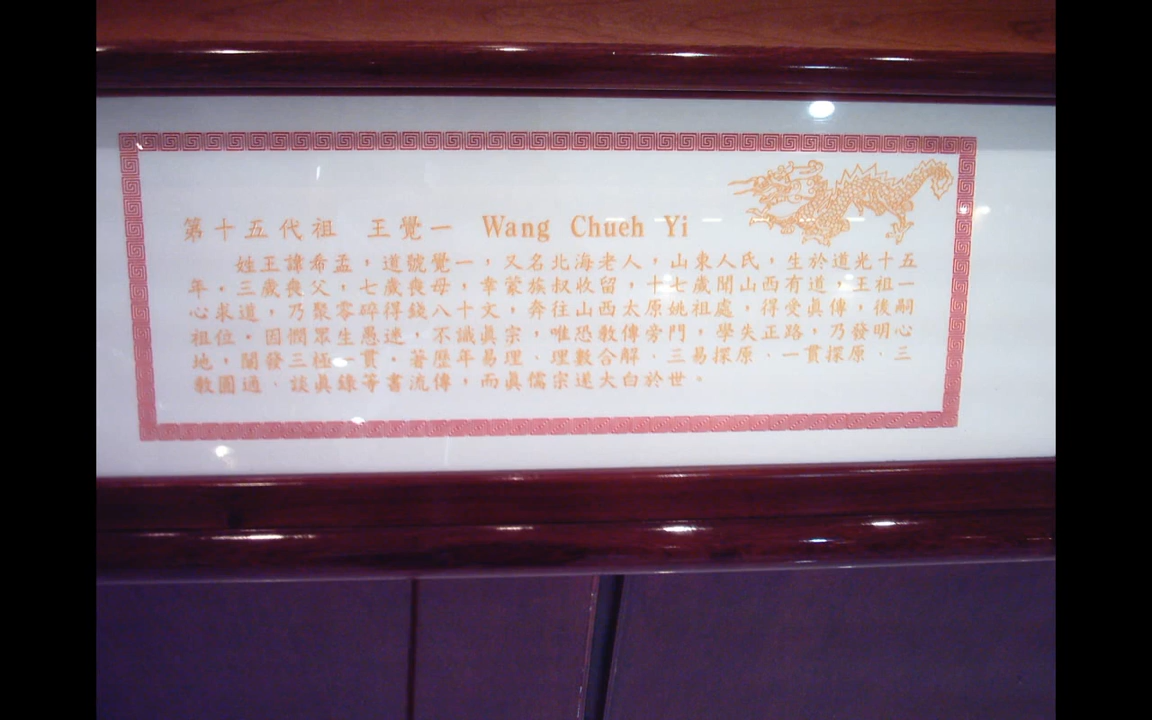 第十五代祖 王覺一 Wang Chueh Yi
姓王諱希孟，道號覺一，又名北海老人，山東人氏，生於道光十五
年。三歲喪父，七歲喪母，幸蒙族叔收留，十七歲聞山西有道，王祖一
心求道，乃聚零碎得錢八十文，奔往山西太原姚祖處，得受眞傳，後嗣
祖位。因憫眾生愚迷，不識眞宗，唯恐數傳旁門，學失正路，乃發明心
地，闡發三極一貫。著歷年易理、理數合解、三易探原、一貫探原、三
教圓通、談眞錄等書流傳，而眞儒宗遂大白於世。